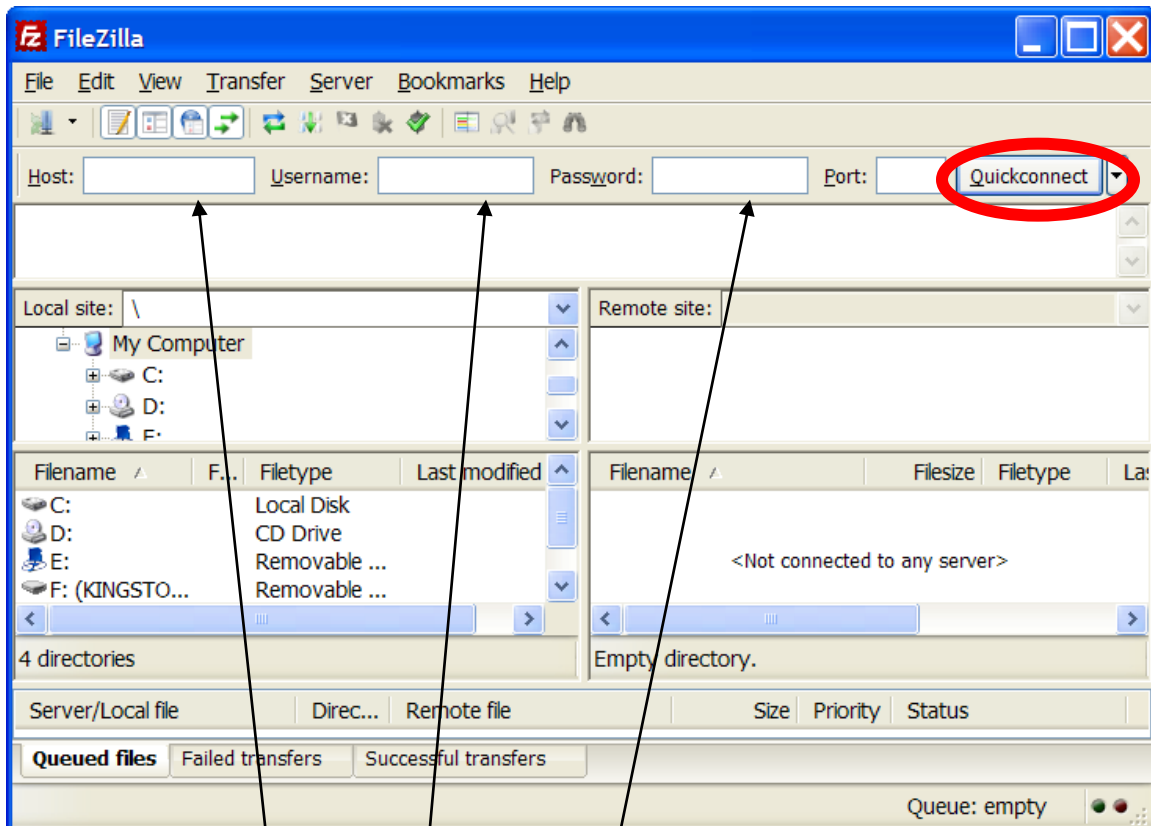 FileZilla
File Edit View Transfer Server Bookmarks Help
Host: Username: Password: Port: Quickconnect
Local site: \ Remote site:
My Computer
C:
D:
E:
Filename F... Filetype Last modified Filename Filesize Filetype Las
C: Local Disk
D: CD Drive
E: Removable ... <Not connected to any server>
F: (KINGSTO... Removable ...
4 directories Empty directory.
Server/Local file Direc... Remote file Size Priority Status
Queued files Failed transfers Successful transfers
Queue: empty